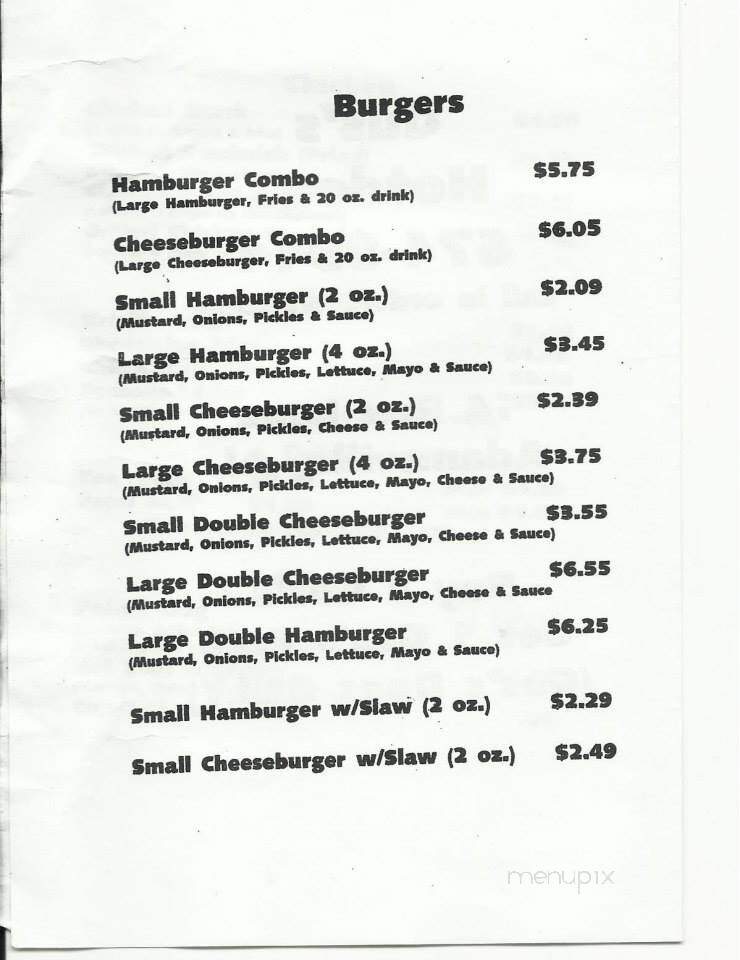 Burgers
Hamburger Combo $5.75
(Large Hamburger, Fries & 20 oz. drink)
Cheeseburger Combo $6.05
(Large Cheeseburger, Fries & 20 oz. drink)
Small Hamburger (2 oz.) $2.09
(Mustard, Onions, Pickles & Sauce)
Large Hamburger (4 oz.) $3.45
(Mustard, Onions, Pickles, Lettuce, Mayo & Sauce)
Small Cheeseburger (2 oz.) $2.39
(Mustard, Onions, Pickles, Cheese & Sauce)
Large Cheeseburger (4 oz.) $3.75
(Mustard, Onions, Pickles, Lettuce, Mayo, Cheese & Sauce)
Small Double Cheeseburger $3.55
(Mustard, Onions, Pickles, Lettuce, Mayo, Cheese & Sauce)
Large Double Cheeseburger $6.55
(Mustard, Onions, Pickles, Lettuce, Mayo, Cheese & Sauce
Large Double Hamburger $6.25
(Mustard, Onions, Pickles, Lettuce, Mayo & Sauce)
Small Hamburger w/Slaw (2 oz.) $2.29
Small Cheeseburger w/Slaw (2 oz.) $2.49
menupix